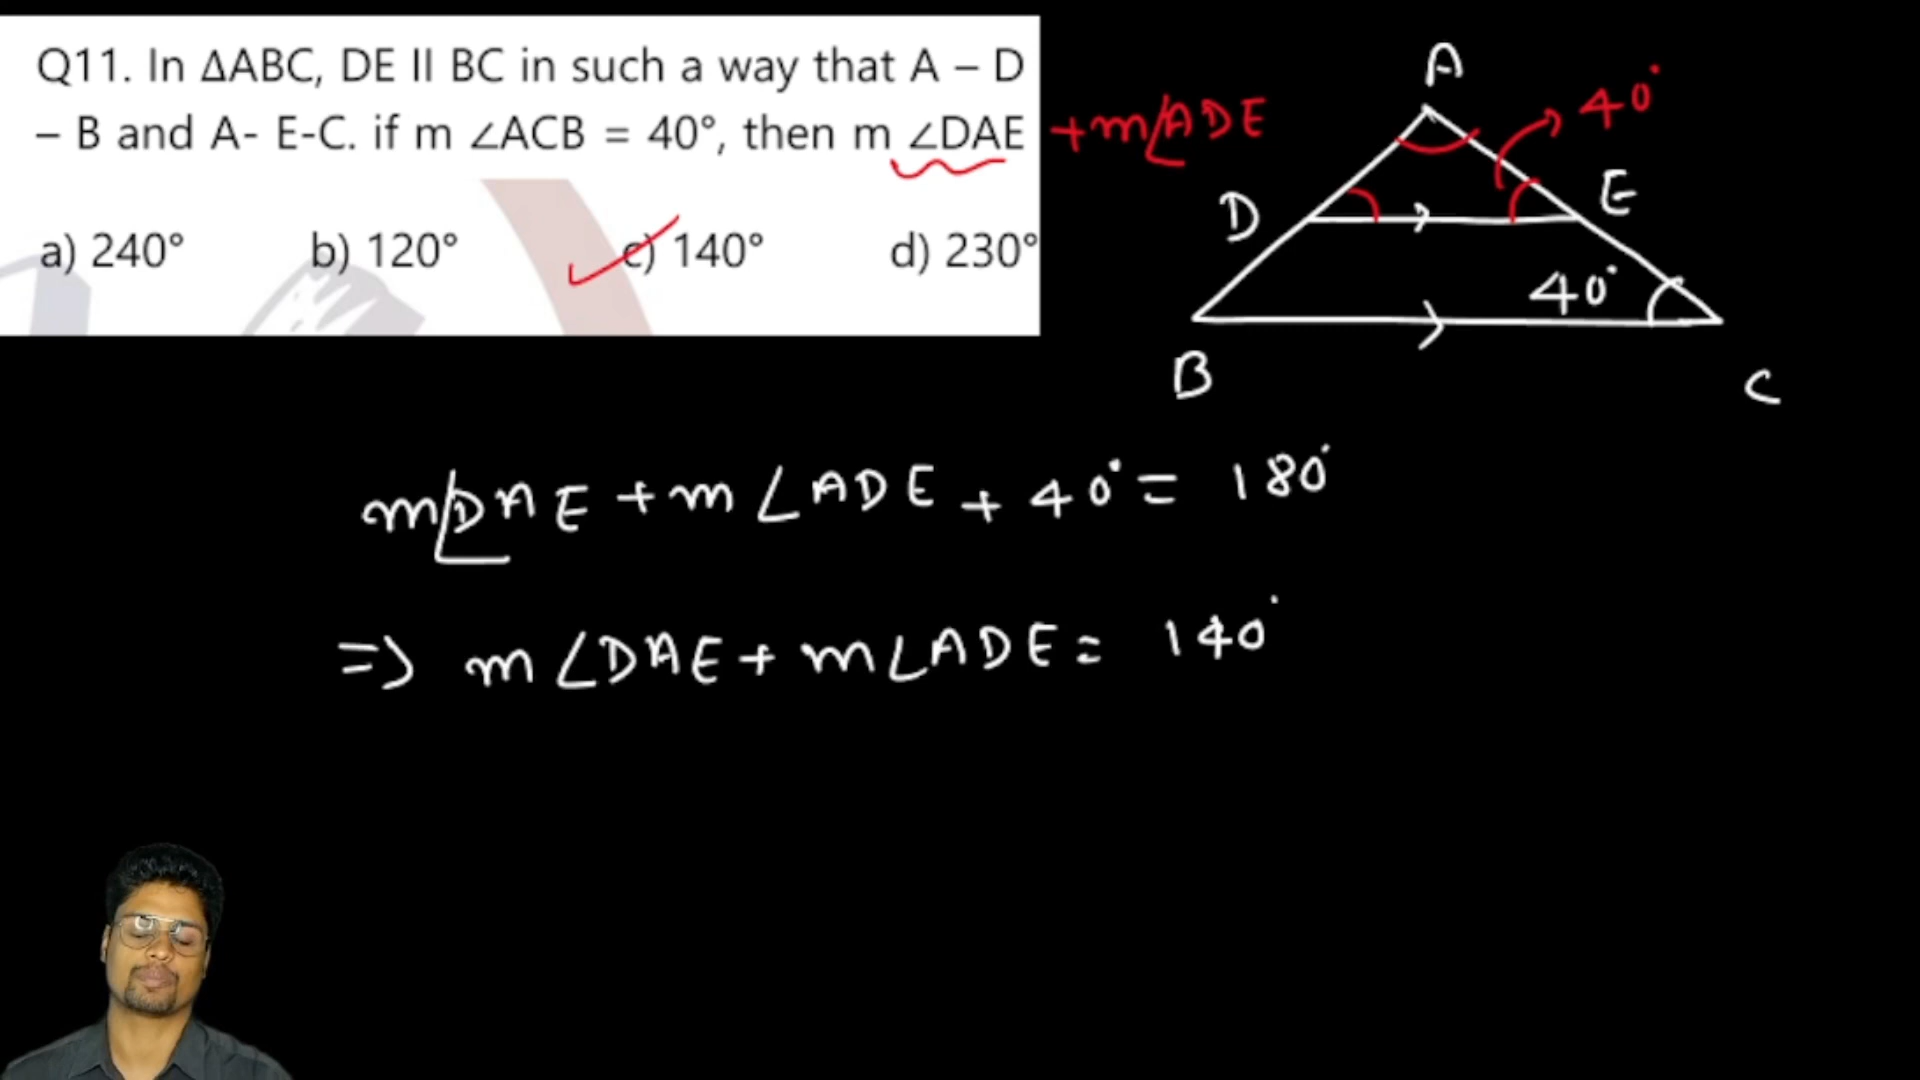 Q11. In ΔABC, DE II BC in such a way that A – D
– B and A- E-C. if m ∠ACB = 40°, then m ∠DAE +m∠ADE
a) 240° b) 120° c) 140° d) 230°
A
40°
D
E
40°
B
C
m∠DAE + m∠ADE + 40° = 180°
=> m∠DAE + m∠ADE = 140°